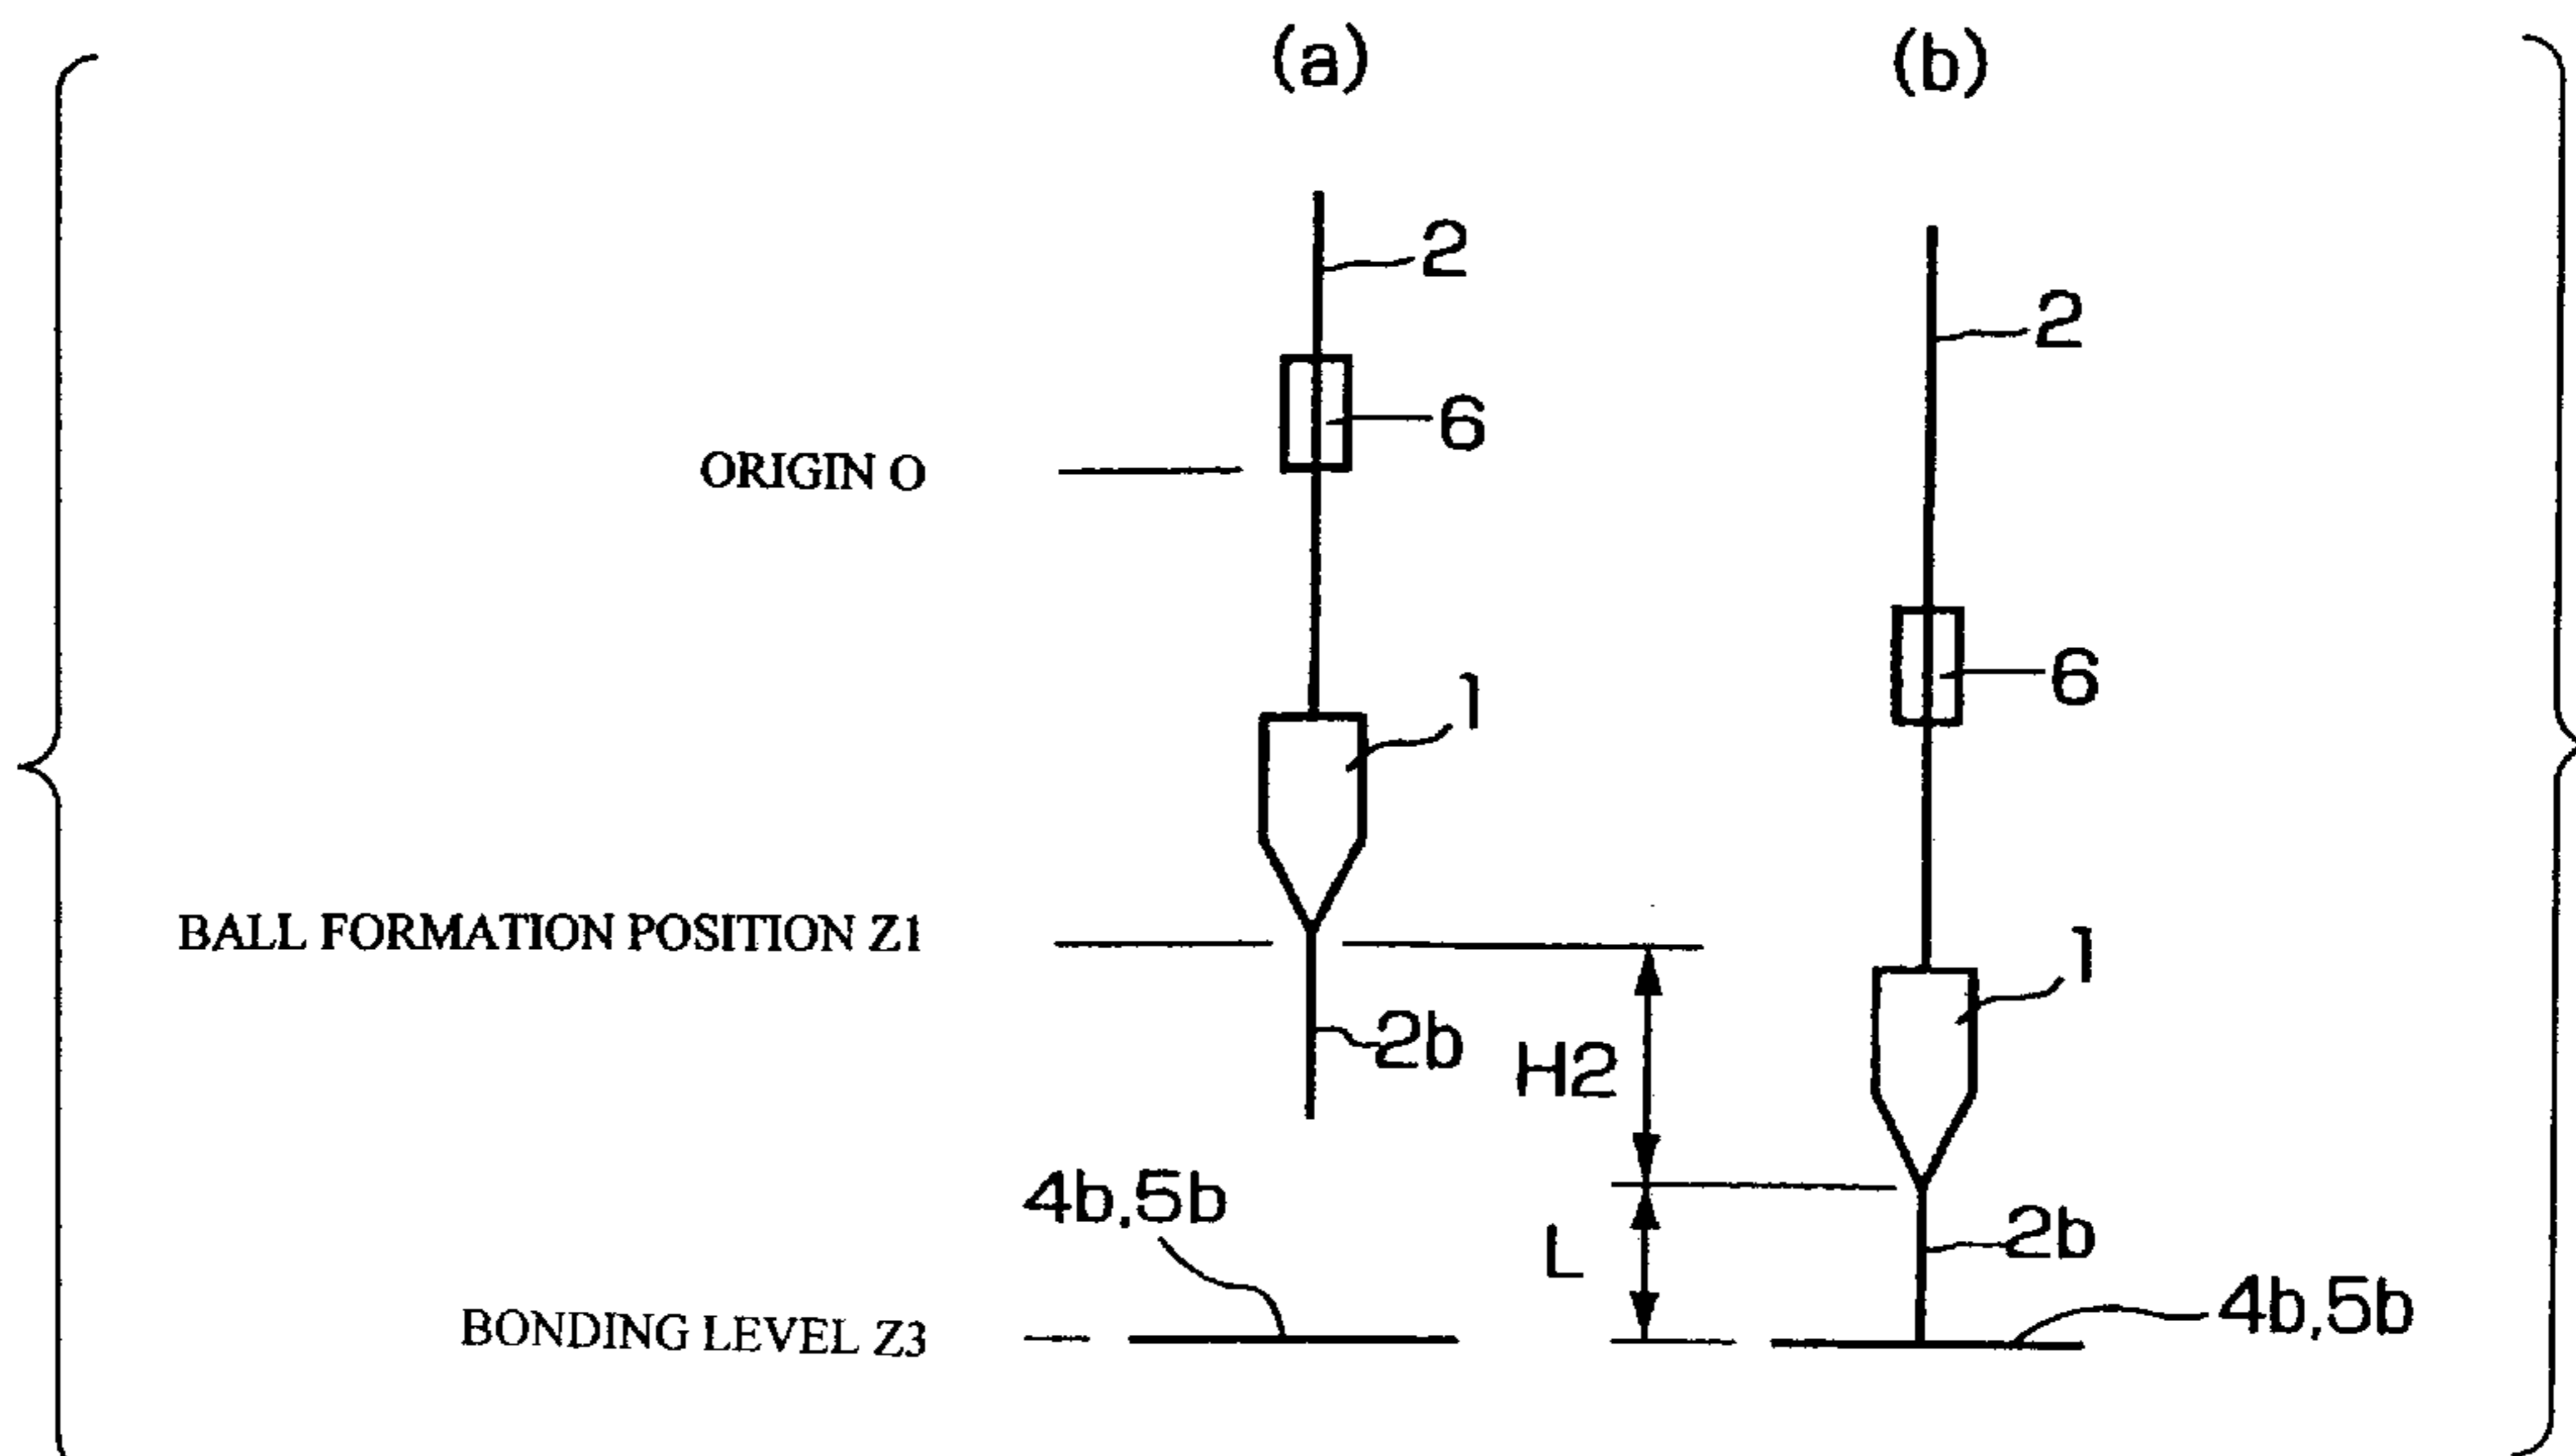 (a)
(b)
2
2
6
ORIGIN O
6
1
BALL FORMATION POSITION Z1
1
2b
H2
4b,5b
2b
L
4b,5b
BONDING LEVEL Z3